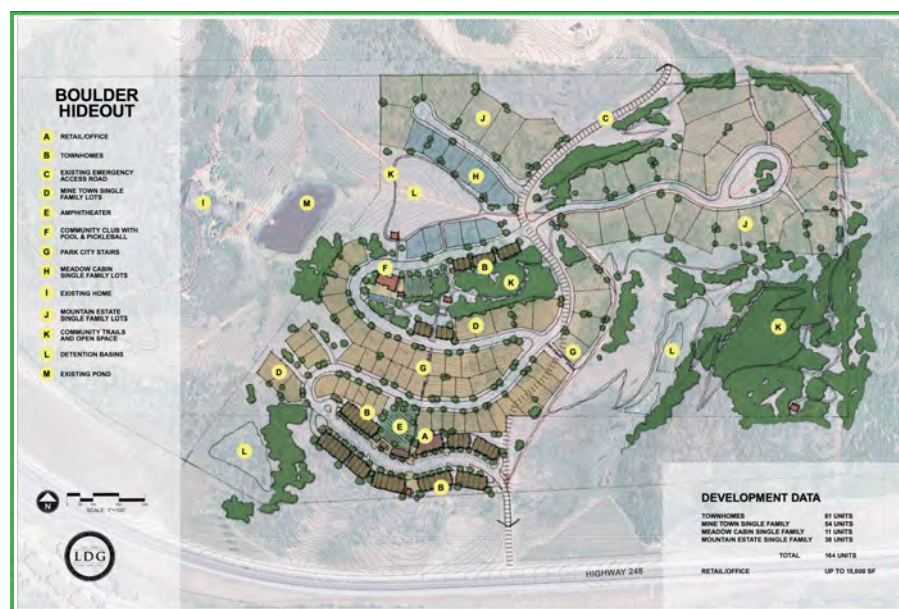 BOULDER
HIDEOUT
A RETAIL/OFFICE
B TOWNHOMES
C EXISTING EMERGENCY
ACCESS ROAD
D MINE TOWN SINGLE
FAMILY LOTS
E AMPHITHEATER
F COMMUNITY CLUB WITH
POOL & PICKLEBALL
G PARK CITY STAIRS
H MEADOW CABIN
SINGLE FAMILY LOTS
I EXISTING HOME
J MOUNTAIN ESTATE
SINGLE FAMILY LOTS
K COMMUNITY TRAILS
AND OPEN SPACE
L DETENTION BASINS
M EXISTING POND
J
C
K
L
H
I
M
J
F
B
K
D
K
G
L
G
D
B
E
A
L
B
N
SCALE: 1"=100'
LDG
DEVELOPMENT DATA
TOWNHOMES 61 UNITS
MINE TOWN SINGLE FAMILY 54 UNITS
MEADOW CABIN SINGLE FAMILY 11 UNITS
MOUNTAIN ESTATE SINGLE FAMILY 38 UNITS
TOTAL 164 UNITS
RETAIL/OFFICE UP TO 15,000 SF
HIGHWAY 248